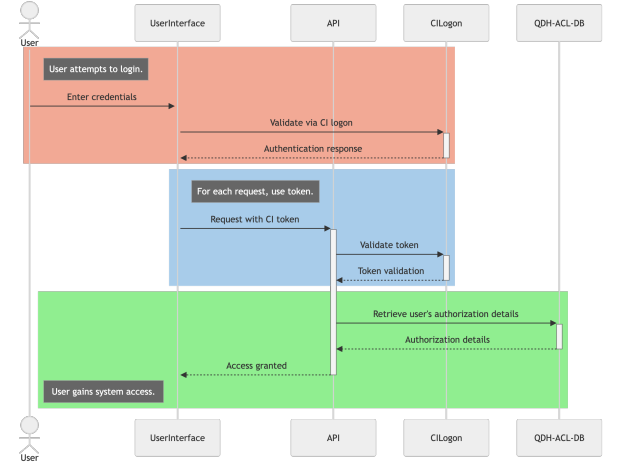 UserInterface
API
CILogon
QDH-ACL-DB
User
User attempts to login.
Enter credentials
Validate via CI logon
Authentication response
For each request, use token.
Request with CI token
Validate token
Token validation
Retrieve user's authorization details
Authorization details
Access granted
User gains system access.
UserInterface
API
CILogon
QDH-ACL-DB
User